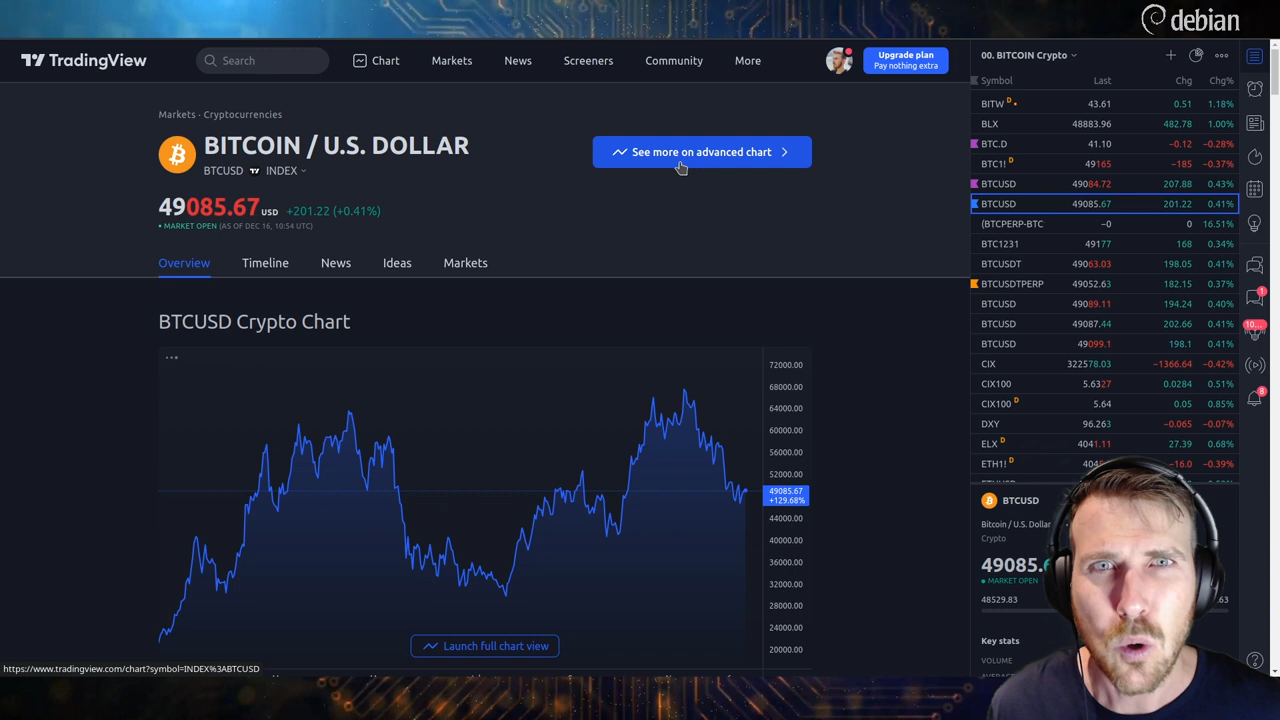 debian
TradingView
Search
Chart
Markets
News
Screeners
Community
More
Upgrade plan
Pay nothing extra
Markets · Cryptocurrencies
BITCOIN / U.S. DOLLAR
BTCUSD INDEX
See more on advanced chart
49085.67 USD +201.22 (+0.41%)
• MARKET OPEN (AS OF DEC 16, 10:54 UTC)
Overview
Timeline
News
Ideas
Markets
BTCUSD Crypto Chart
72000.00
68000.00
64000.00
60000.00
56000.00
52000.00
49085.67
+129.68%
44000.00
40000.00
36000.00
32000.00
28000.00
24000.00
20000.00
Launch full chart view
https://www.tradingview.com/chart?symbol=INDEX%3ABTCUSD
00. BITCOIN Crypto
Symbol Last Chg Chg%
BITW D 43.61 0.51 1.18%
BLX 48883.96 482.78 1.00%
BTC.D 41.10 −0.12 −0.28%
BTC1! D 49165 −185 −0.37%
BTCUSD 49084.72 207.88 0.43%
BTCUSD 49085.67 201.22 0.41%
(BTCPERP-BTC −0 0 16.51%
BTC1231 49177 168 0.34%
BTCUSDT 49063.03 198.05 0.41%
BTCUSDTPERP 49052.63 182.15 0.37%
BTCUSD 49089.11 194.24 0.40%
BTCUSD 49087.44 202.66 0.41%
BTCUSD 49099.1 198.1 0.41%
CIX 322578.03 −1366.64 −0.42%
CIX100 5.6327 0.0284 0.51%
CIX100 D 5.64 0.05 0.85%
DXY 96.263 −0.065 −0.07%
ELX D 4041.11 27.39 0.68%
ETH1! D 404 −16.0 −0.39%
BTCUSD
Bitcoin / U.S. Dollar
Crypto
49085.
• MARKET OPEN
48529.83
.63
Key stats
VOLUME
1
10...
8